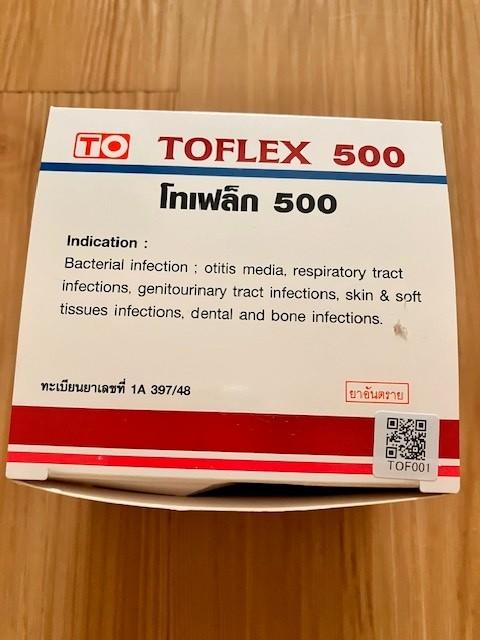 TO TOFLEX 500
โทเฟล็ก 500
Indication :
Bacterial infection ; otitis media, respiratory tract
infections, genitourinary tract infections, skin & soft
tissues infections, dental and bone infections.
ทะเบียนยาเลขที่ 1A 397/48
ยาอันตราย
TOF001